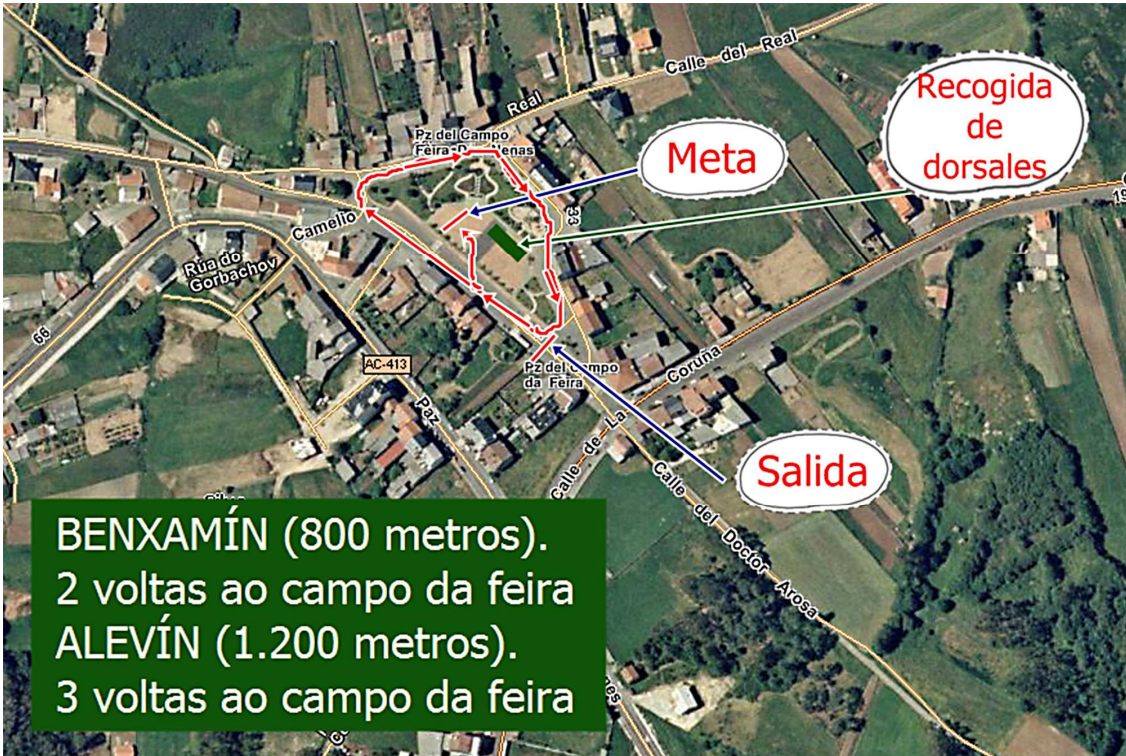 Calle del Real
Real
Pz del Campo
Feira
Nenas
Meta
Recogida
de
dorsales
33
19
Camelio
Rúa do
Gorbachov
66
AC-413
Paz
Pz del Campo
da Feira
Calle de La Coruña
Salida
Calle del Doctor Arosa
BENXAMÍN (800 metros).
2 voltas ao campo da feira
ALEVÍN (1.200 metros).
3 voltas ao campo da feira